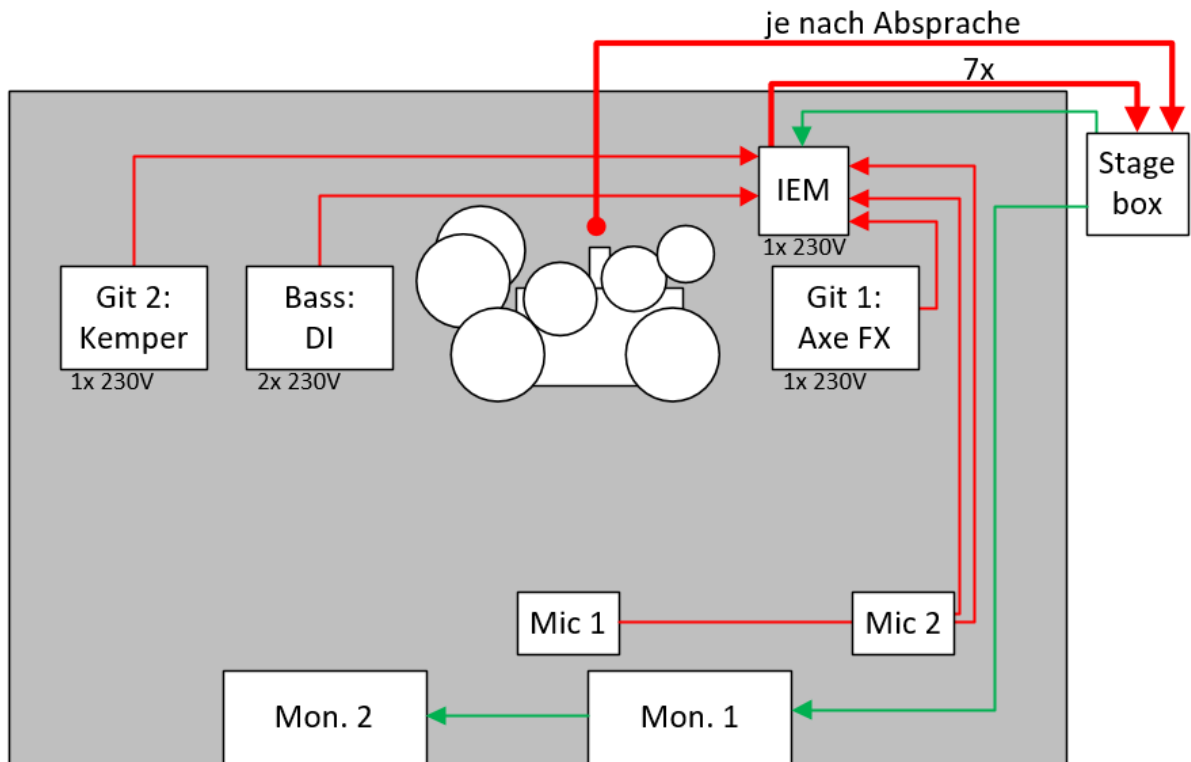 je nach Absprache
7x
Stage
box
IEM
1x 230V
Git 2:
Kemper
1x 230V
Bass:
DI
2x 230V
Git 1:
Axe FX
1x 230V
Mic 1
Mic 2
Mon. 2
Mon. 1